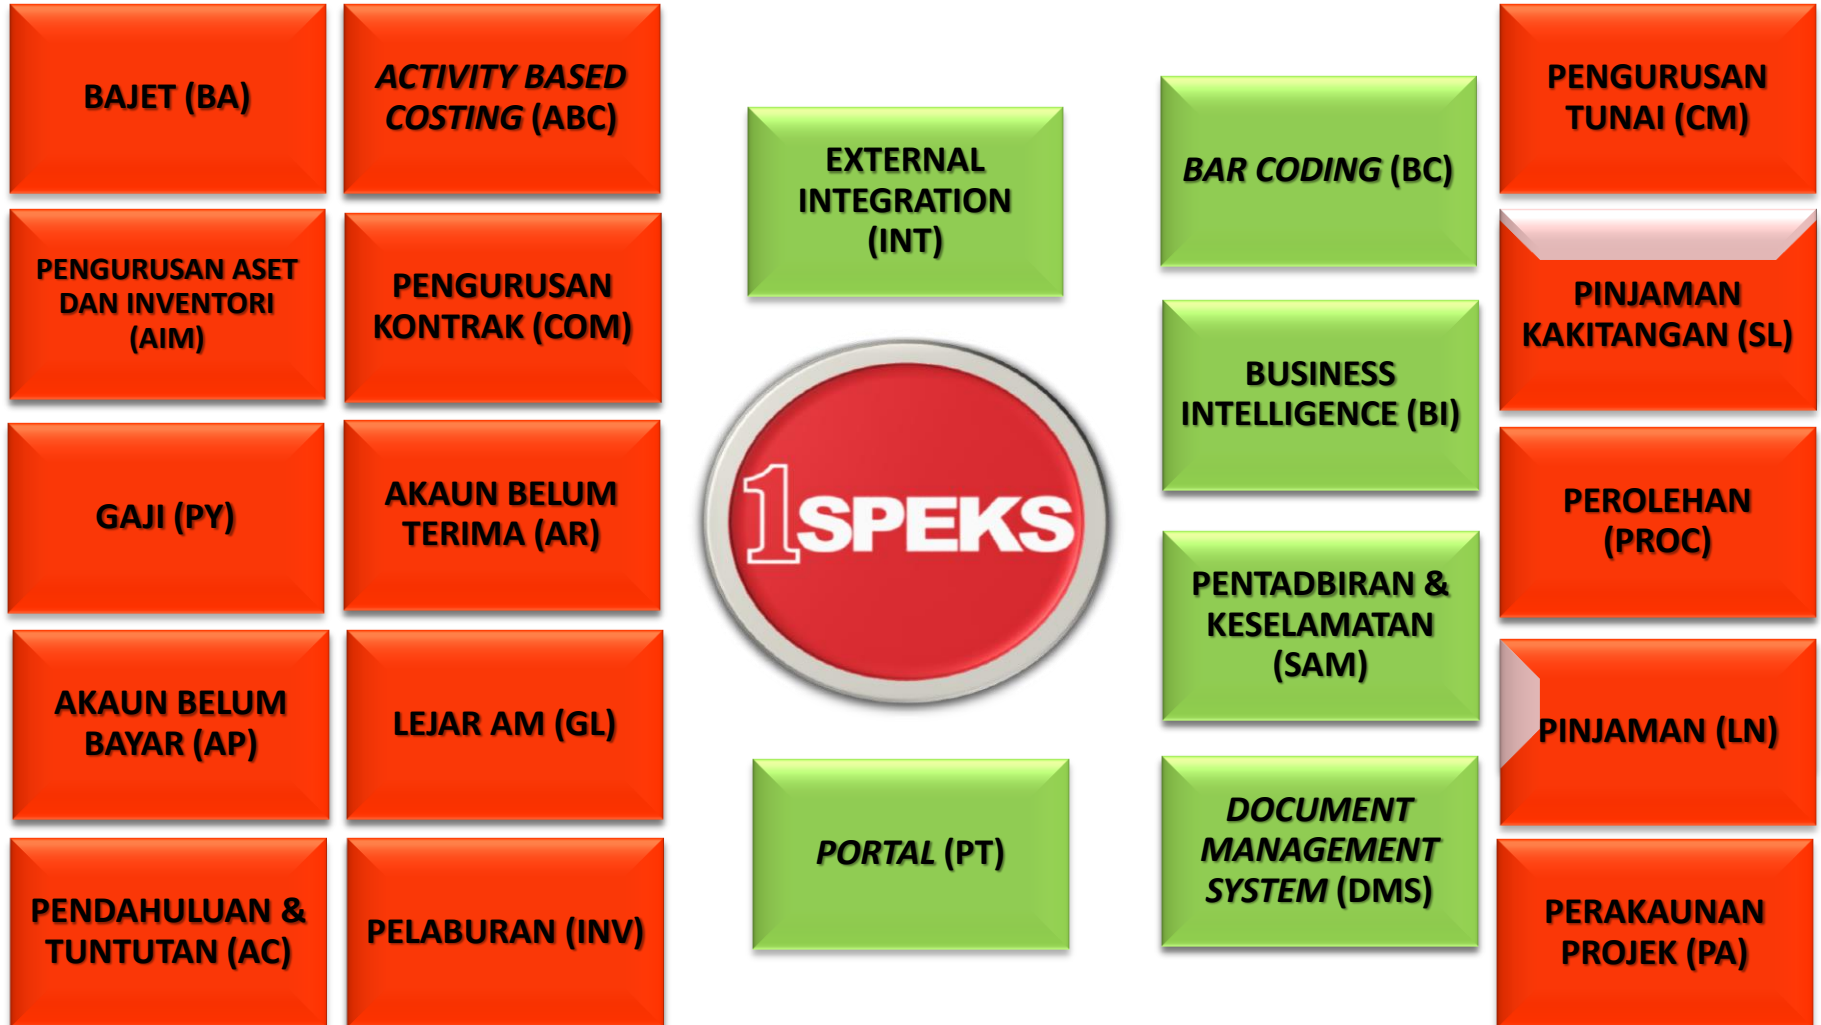 BAJET (BA)
ACTIVITY BASED
COSTING (ABC)
PENGURUSAN ASET
DAN INVENTORI
(AIM)
PENGURUSAN
KONTRAK (COM)
GAJI (PY)
AKAUN BELUM
TERIMA (AR)
AKAUN BELUM
BAYAR (AP)
LEJAR AM (GL)
PENDAHULUAN &
TUNTUTAN (AC)
PELABURAN (INV)
EXTERNAL
INTEGRATION
(INT)
1SPEKS
PORTAL (PT)
BAR CODING (BC)
BUSINESS
INTELLIGENCE (BI)
PENTADBIRAN &
KESELAMATAN
(SAM)
DOCUMENT
MANAGEMENT
SYSTEM (DMS)
PENGURUSAN
TUNAI (CM)
PINJAMAN
KAKITANGAN (SL)
PEROLEHAN
(PROC)
PINJAMAN (LN)
PERAKAUNAN
PROJEK (PA)